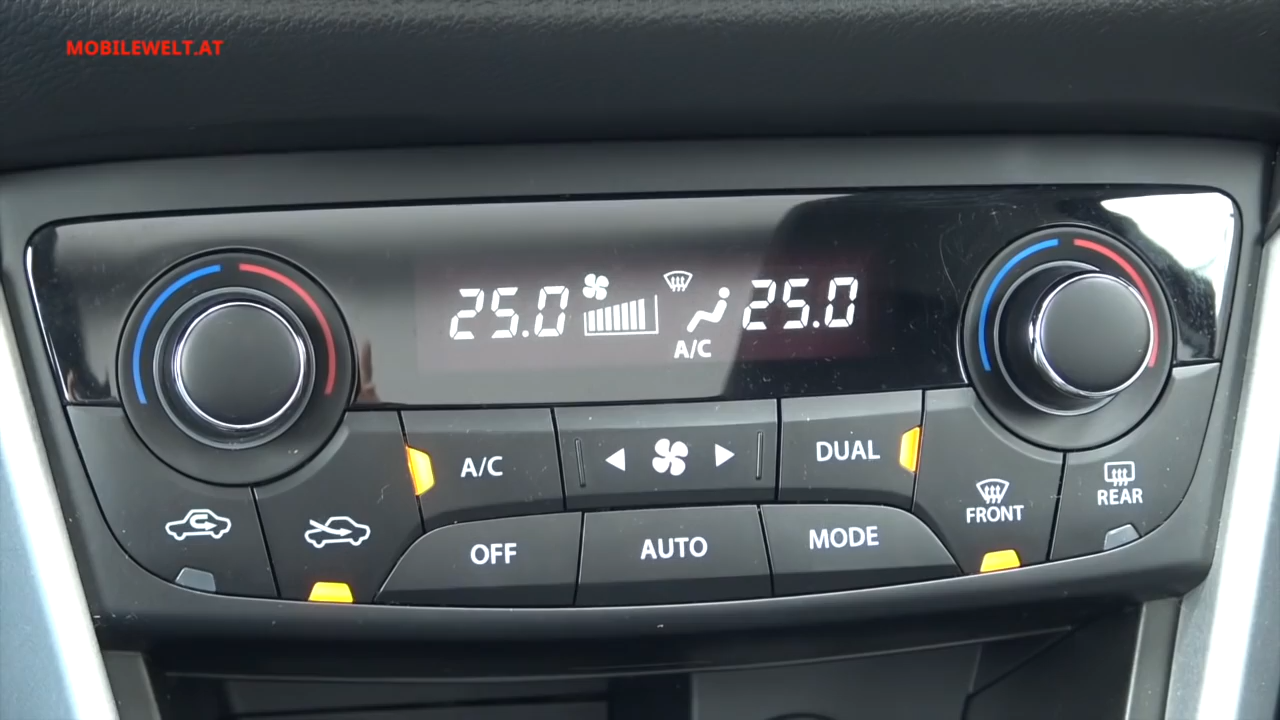 MOBILEWELT.AT
25.0 25.0
A/C
A/C
DUAL
FRONT
REAR
OFF
AUTO
MODE